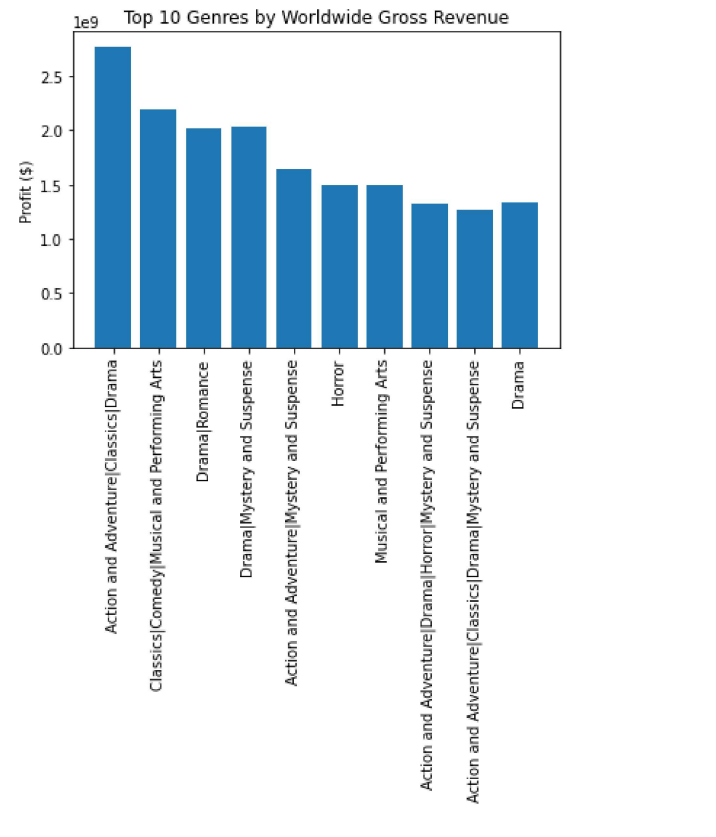 Top 10 Genres by Worldwide Gross Revenue
1e9
2.5
2.0
1.5
1.0
0.5
0.0
Profit ($)
Action and Adventure|Classics|Drama
Classics|Comedy|Musical and Performing Arts
Drama|Romance
Drama|Mystery and Suspense
Action and Adventure|Mystery and Suspense
Horror
Musical and Performing Arts
Action and Adventure|Drama|Horror|Mystery and Suspense
Action and Adventure|Classics|Drama|Mystery and Suspense
Drama